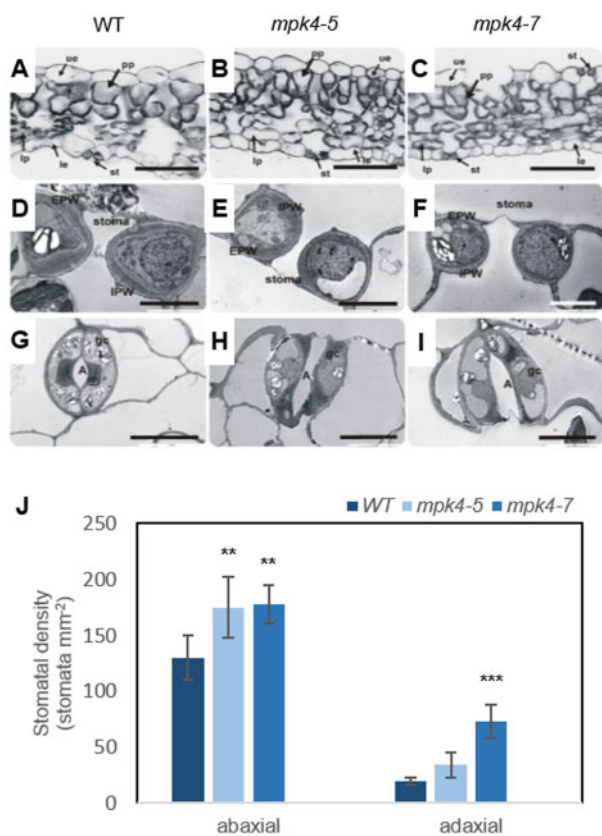 WT mpk4-5 mpk4-7
A ue pp lp le st
B pp ue lp st le
C ue pp st lp st le
D EPW stoma IPW
E IPW EPW stoma
F stoma EPW IPW
G gc A
H gc A
I gc A
J
WT mpk4-5 mpk4-7
250
200
150
100
50
0
Stomatal density
(stomata mm-2)
** ** ***
abaxial adaxial